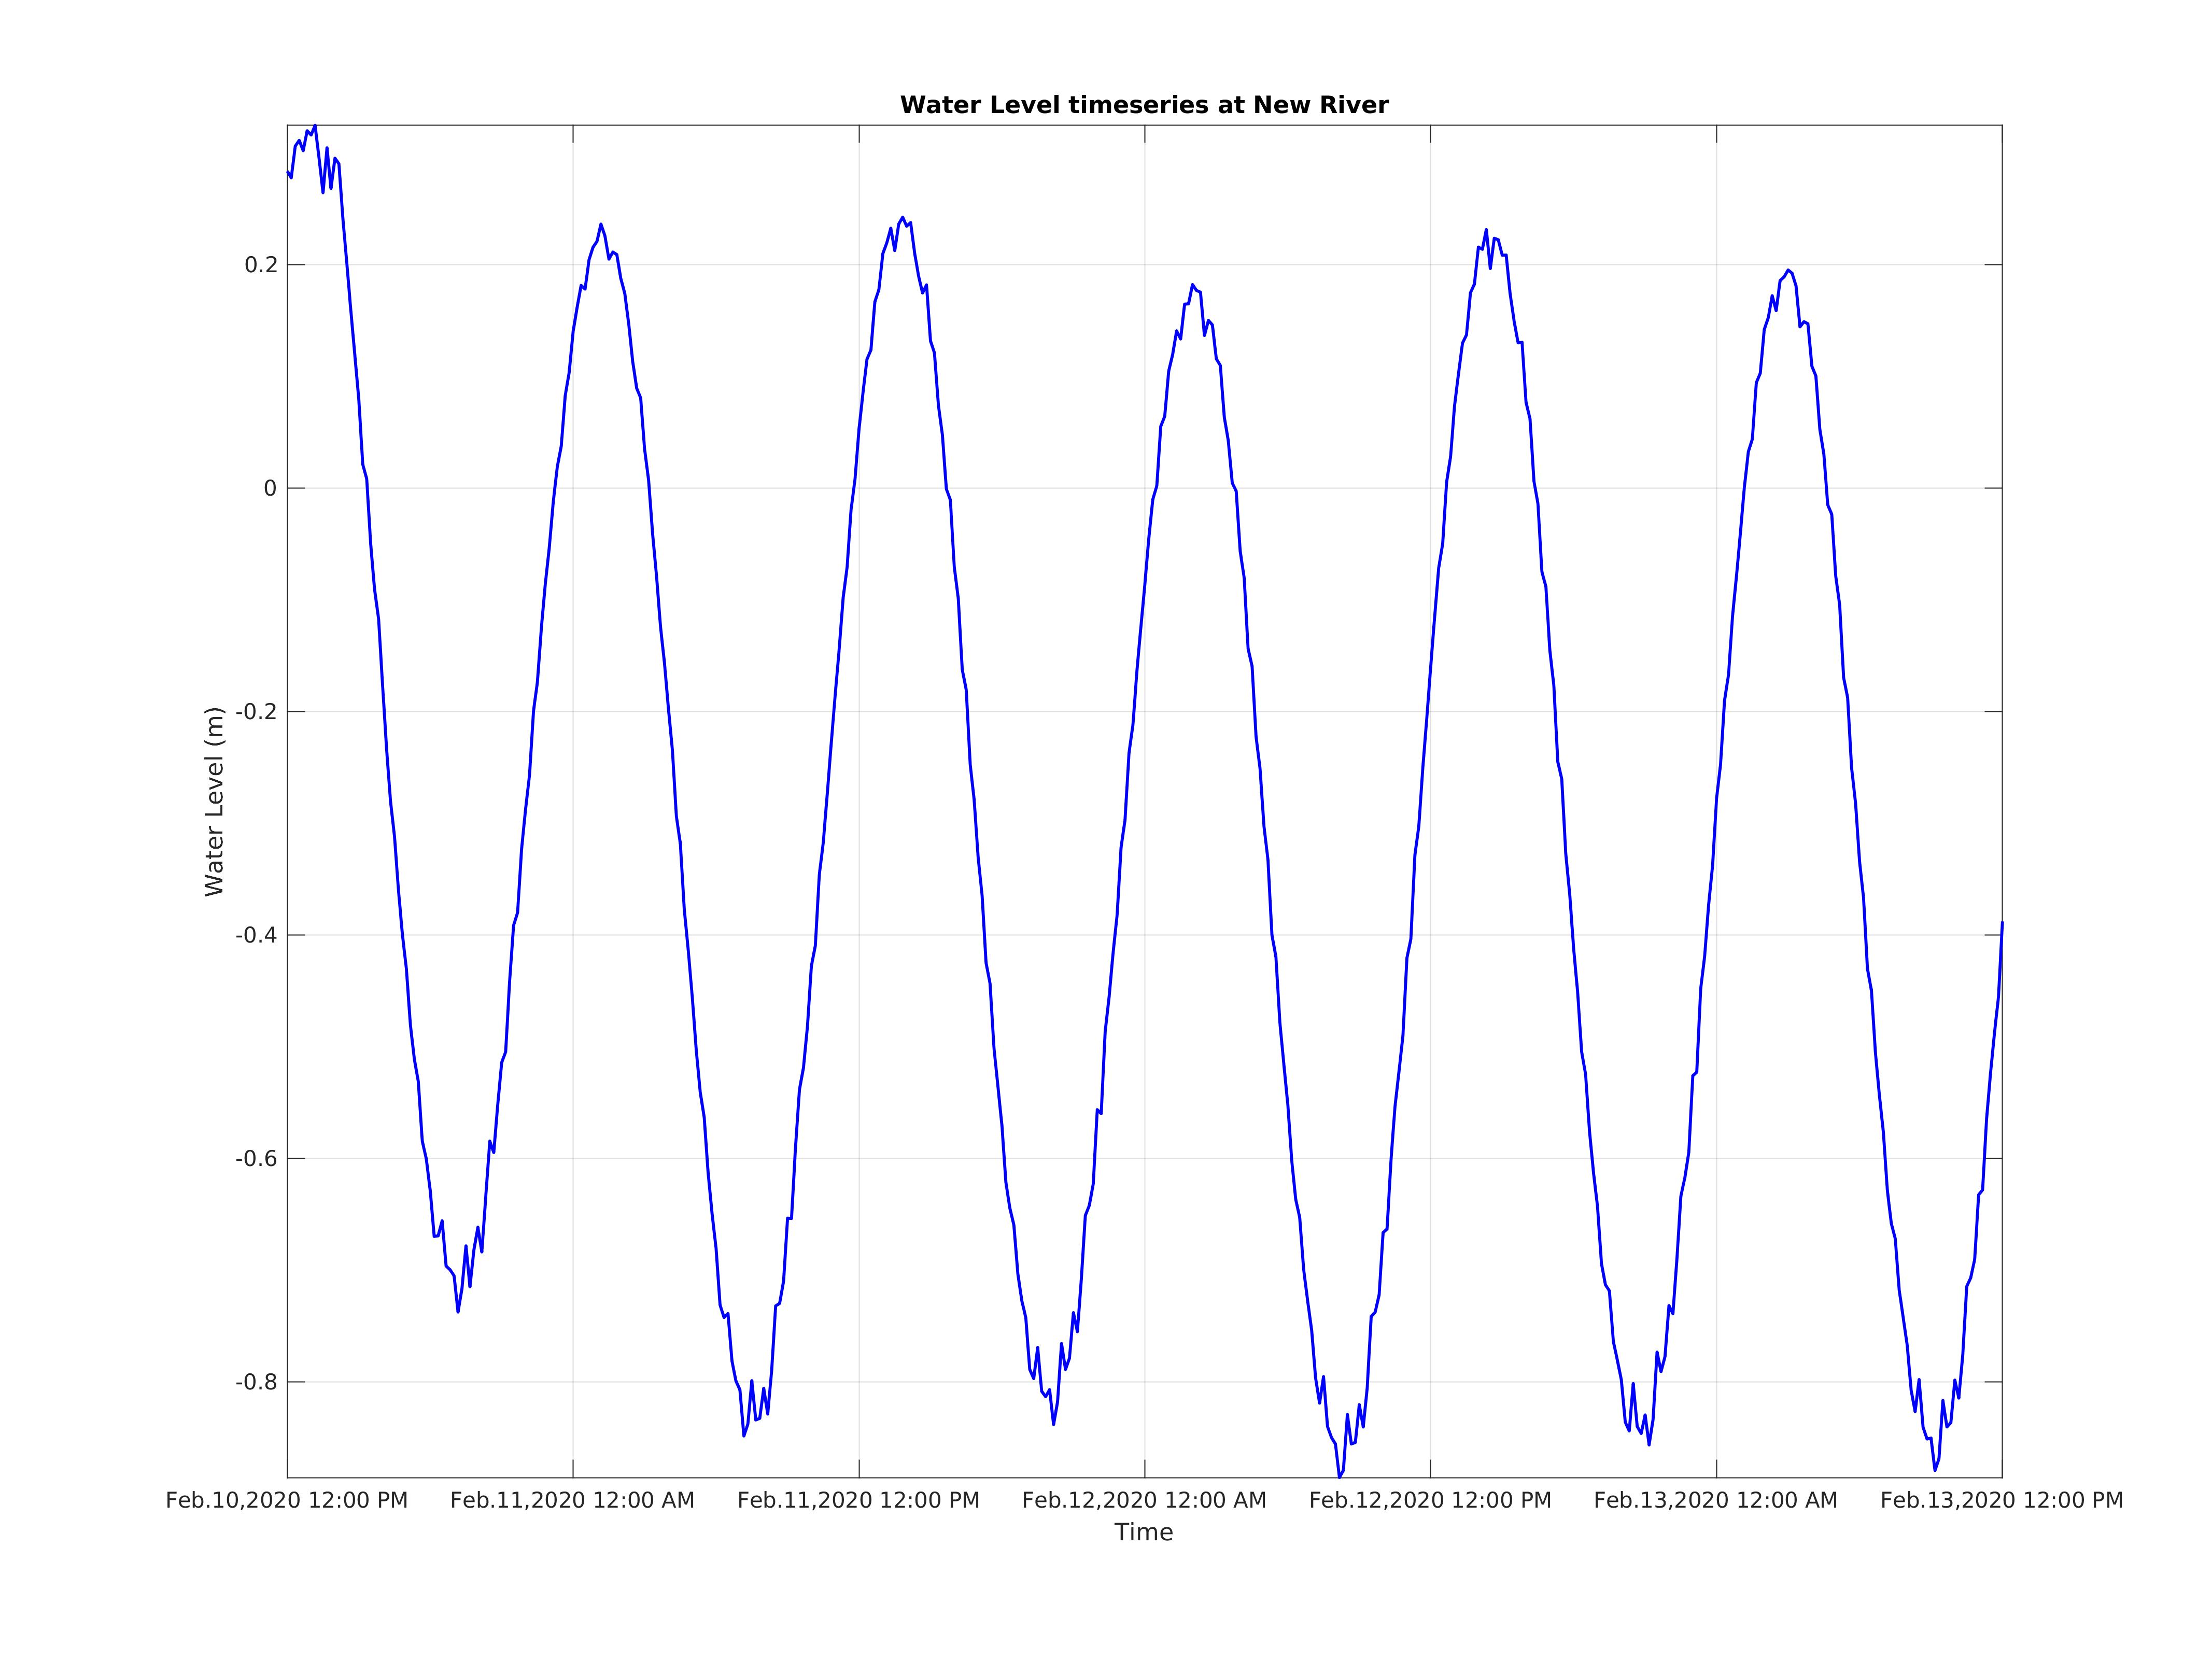 Water Level timeseries at New River
0.2
0
-0.2
-0.4
-0.6
-0.8
Water Level (m)
Feb.10,2020 12:00 PM
Feb.11,2020 12:00 AM
Feb.11,2020 12:00 PM
Feb.12,2020 12:00 AM
Feb.12,2020 12:00 PM
Feb.13,2020 12:00 AM
Feb.13,2020 12:00 PM
Time